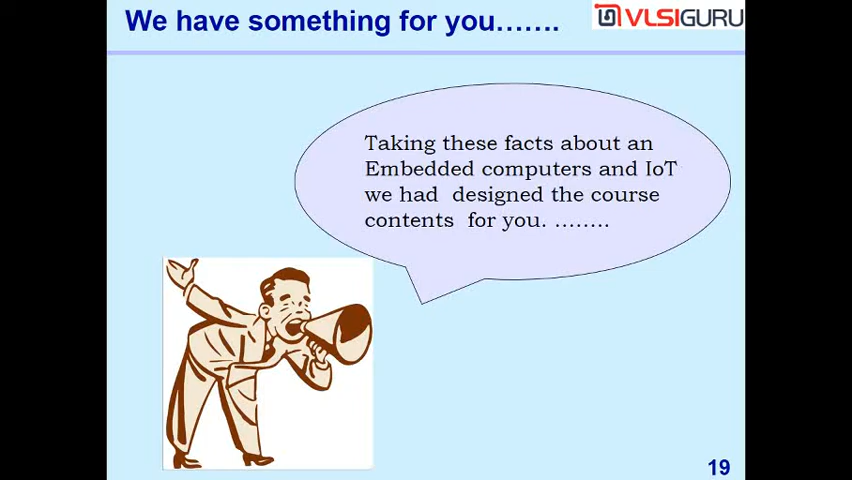 We have something for you.......
VLSIGURU
Taking these facts about an
Embedded computers and IoT
we had designed the course
contents for you. ........
19